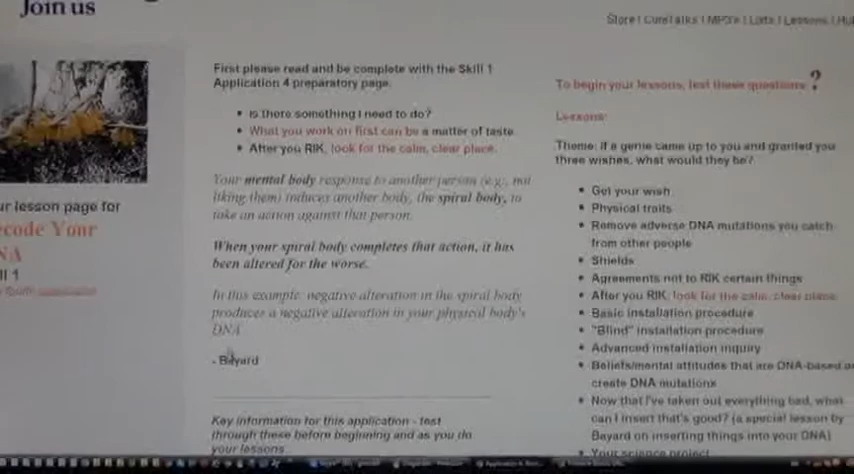 Join us
Store | CureTalks | MP3's | Lists | Lessons |
First please read and be complete with the Skill 1
Application 4 preparatory page.
Is there something I need to do?
What you work on first can be a matter of taste.
After you RIK, look for the calm, clear place.
Your mental body response to another person (e.g., not
liking them) induces another body, the spiral body, to
take an action against that person.
When your spiral body completes that action, it has
been altered for the worse.
In this example, negative alteration in the spiral body
produces a negative alteration in your physical body's
DNA.
- Bayard
Key information for this application - test
through these before beginning and as you do
your lessons.
ur lesson page for
ecode Your
NA
ll 1
To begin your lessons, test these questions ?
Lessons:
Theme: if a genie came up to you and granted you
three wishes, what would they be?
Get your wish
Physical traits
Remove adverse DNA mutations you catch
from other people
Shields
Agreements not to RIK certain things
After you RIK, look for the calm, clear place.
Basic installation procedure
"Blind" installation procedure
Advanced installation inquiry
Beliefs/mental attitudes that are DNA-based an
create DNA mutations
Now that I've taken out everything bad, what
can I insert that's good? (a special lesson by
Bayard on inserting things into your DNA)
Your science project